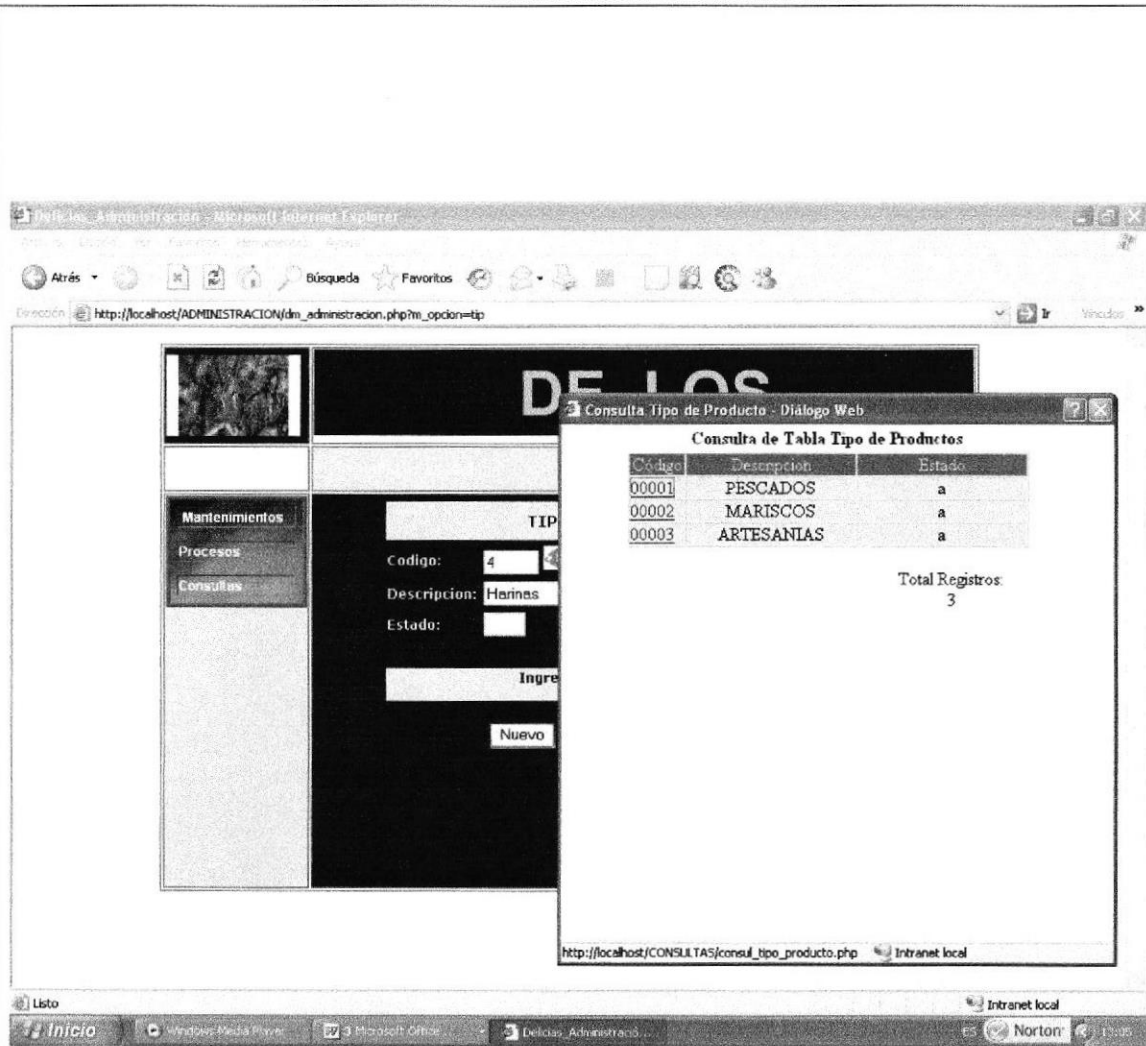 Delicias_Administración - Microsoft Internet Explorer
Atrás
Búsqueda
Favoritos
Dirección
http://localhost/ADMINISTRACION/dm_administracion.php?m_opcion=tip
Ir
Vínculos
DE LOS
Mantenimientos
Procesos
Consultas
TIP
Codigo:
4
Descripcion:
Harinas
Estado:
Ingre
Nuevo
Consulta Tipo de Producto - Diálogo Web
Consulta de Tabla Tipo de Productos
Código Descripcion Estado
00001 PESCADOS a
00002 MARISCOS a
00003 ARTESANIAS a
Total Registros:
3
http://localhost/CONSULTAS/consul_tipo_producto.php
Intranet local
Listo
Intranet local
Inicio
Windows Media Player
3 Microsoft Office ...
Delicias_Administració...
ES
Norton
13:05